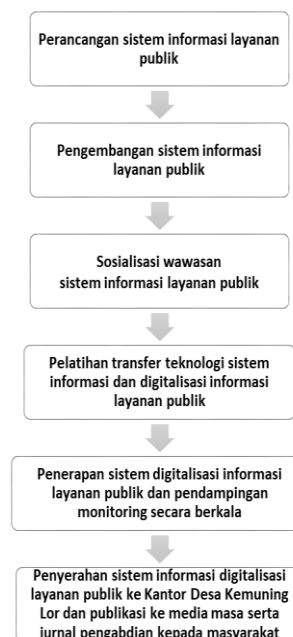 Perancangan sistem informasi layanan
publik
Pengembangan sistem informasi
layanan publik
Sosialisasi wawasan
sistem informasi layanan publik
Pelatihan transfer teknologi sistem
informasi dan digitalisasi informasi
layanan publik
Penerapan sistem digitalisasi informasi
layanan publik dan pendampingan
monitoring secara berkala
Penyerahan sistem informasi digitalisasi
layanan publik ke Kantor Desa Kemuning
Lor dan publikasi ke media masa serta
jurnal pengabdian kepada masyarakat